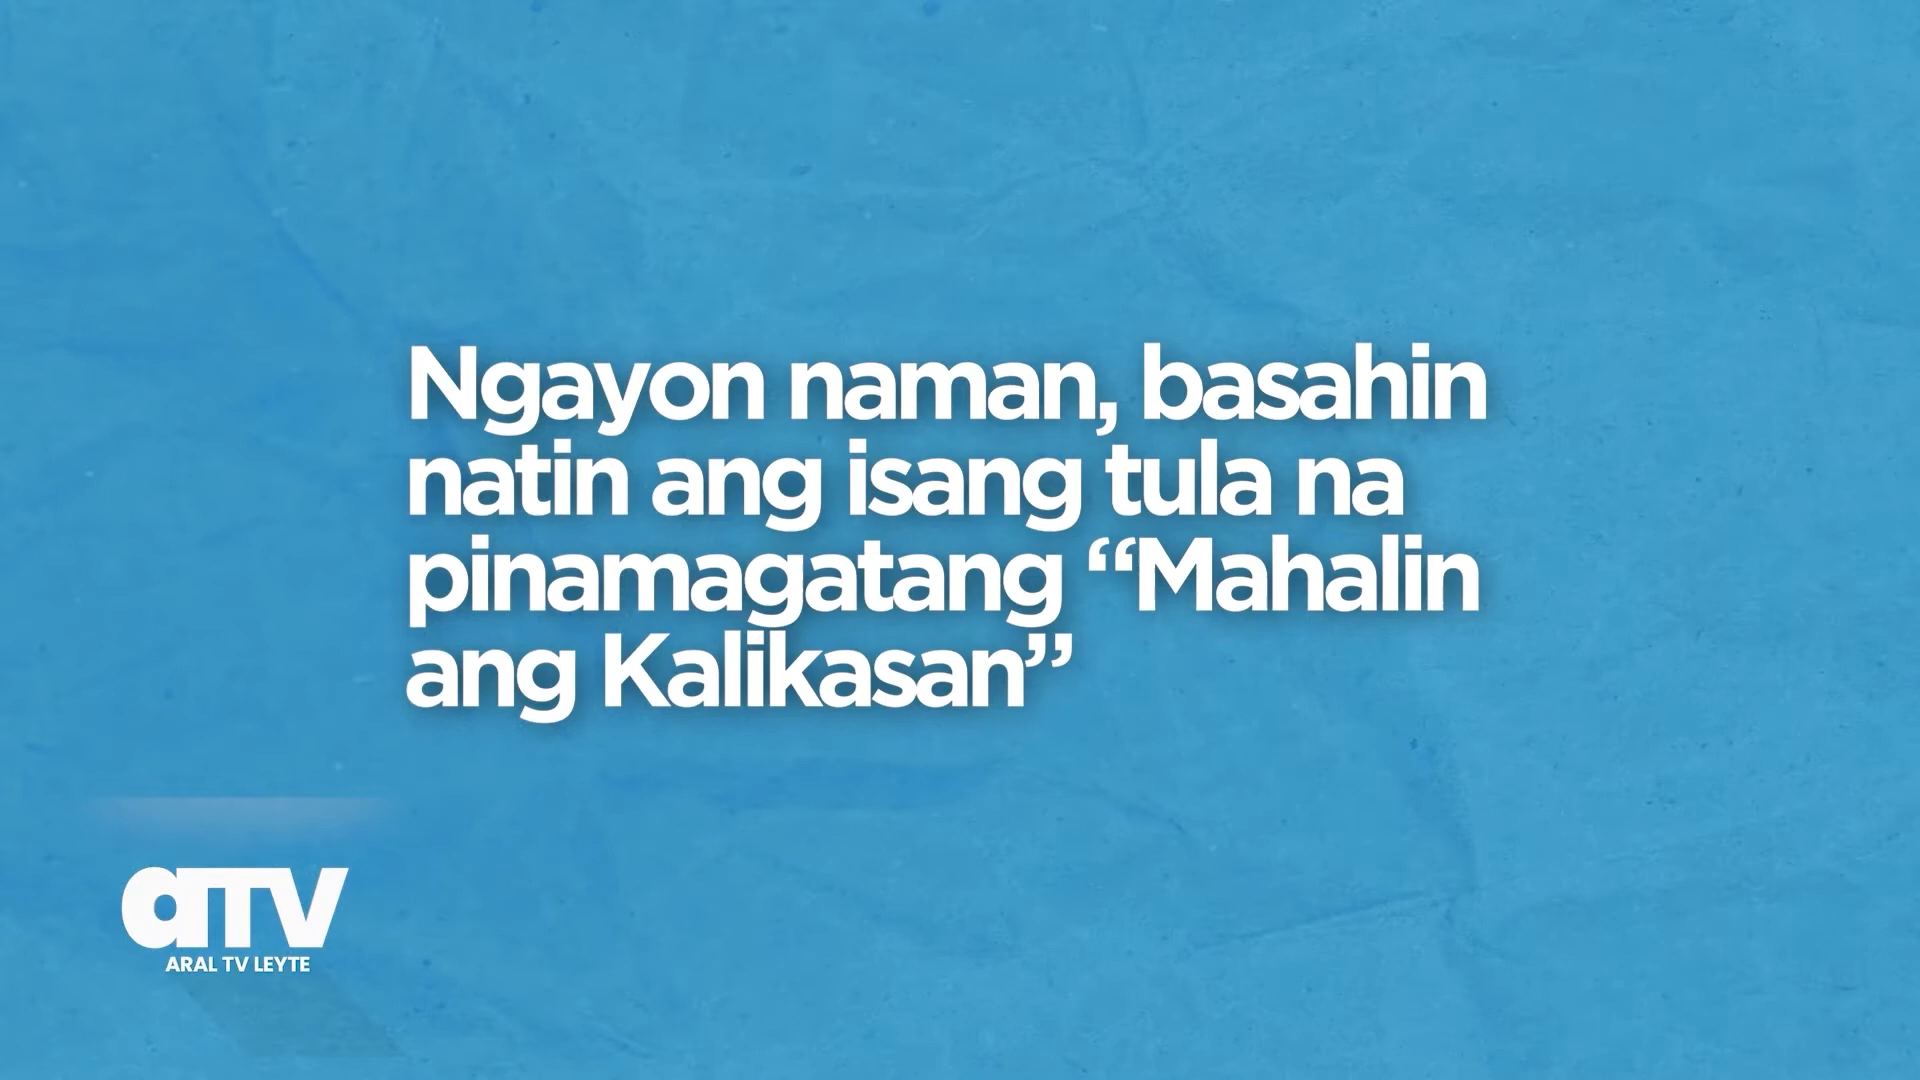 Ngayon naman, basahin
natin ang isang tula na
pinamagatang “Mahalin
ang Kalikasan”
aTV
ARAL TV LEYTE